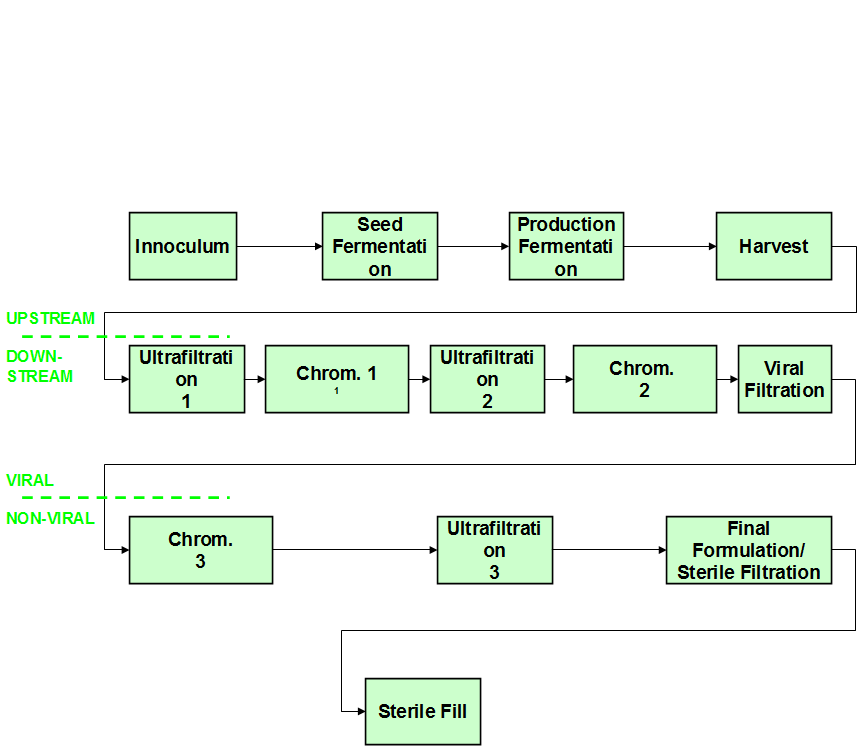 Innoculum
Seed
Fermentati
on
Production
Fermentati
on
Harvest
UPSTREAM
DOWN-
STREAM
Ultrafiltrati
on
1
Chrom. 1
1
Ultrafiltrati
on
2
Chrom.
2
Viral
Filtration
VIRAL
NON-VIRAL
Chrom.
3
Ultrafiltrati
on
3
Final
Formulation/
Sterile Filtration
Sterile Fill